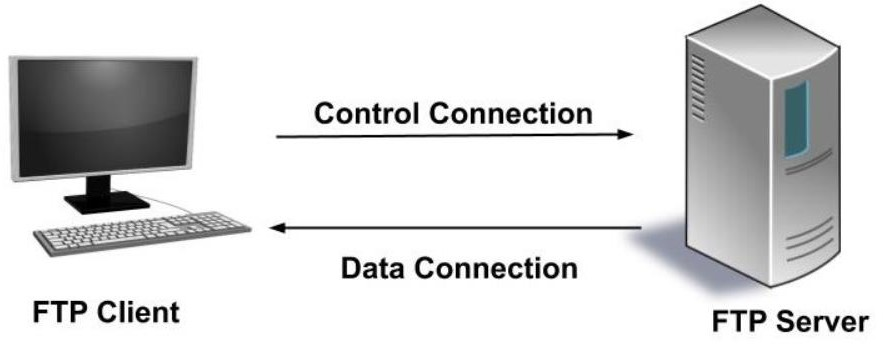 Control Connection
Data Connection
FTP Client
FTP Server